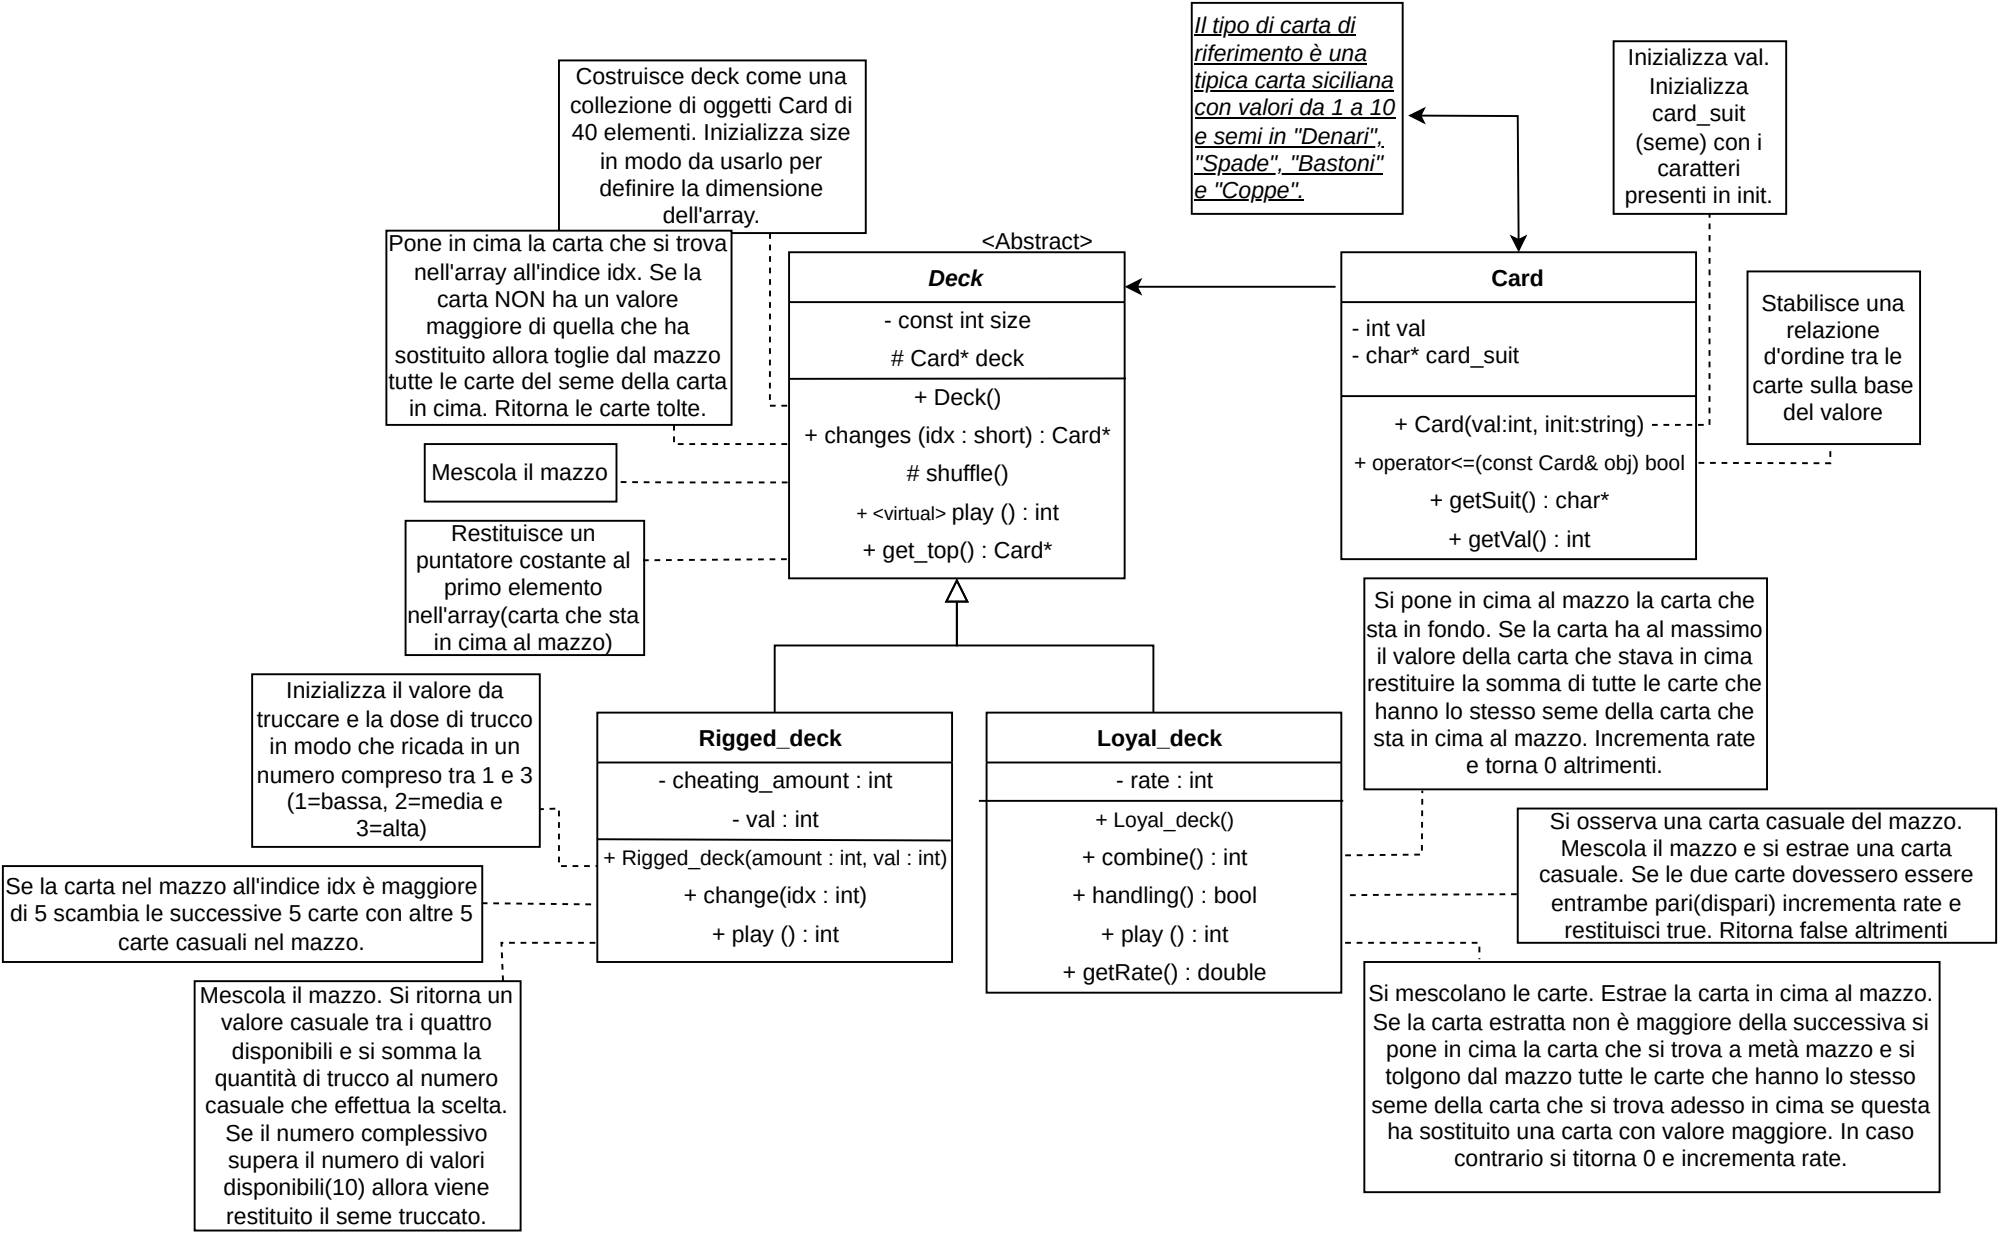 Il tipo di carta di
riferimento è una
tipica carta siciliana
con valori da 1 a 10
e semi in "Denari",
"Spade", "Bastoni"
e "Coppe".
Inizializza val.
Inizializza
card_suit
(seme) con i
caratteri
presenti in init.
Costruisce deck come una
collezione di oggetti Card di
40 elementi. Inizializza size
in modo da usarlo per
definire la dimensione
dell'array.
Pone in cima la carta che si trova
nell'array all'indice idx. Se la
carta NON ha un valore
maggiore di quella che ha
sostituito allora toglie dal mazzo
tutte le carte del seme della carta
in cima. Ritorna le carte tolte.
Mescola il mazzo
Restituisce un
puntatore costante al
primo elemento
nell'array(carta che sta
in cima al mazzo)
<Abstract>
Deck
- const int size
# Card* deck
+ Deck()
+ changes (idx : short) : Card*
# shuffle()
+ <virtual> play () : int
+ get_top() : Card*
Card
- int val
- char* card_suit
+ Card(val:int, init:string)
+ operator<=(const Card& obj) bool
+ getSuit() : char*
+ getVal() : int
Stabilisce una
relazione
d'ordine tra le
carte sulla base
del valore
Inizializza il valore da
truccare e la dose di trucco
in modo che ricada in un
numero compreso tra 1 e 3
(1=bassa, 2=media e
3=alta)
Se la carta nel mazzo all'indice idx è maggiore
di 5 scambia le successive 5 carte con altre 5
carte casuali nel mazzo.
Mescola il mazzo. Si ritorna un
valore casuale tra i quattro
disponibili e si somma la
quantità di trucco al numero
casuale che effettua la scelta.
Se il numero complessivo
supera il numero di valori
disponibili(10) allora viene
restituito il seme truccato.
Rigged_deck
- cheating_amount : int
- val : int
+ Rigged_deck(amount : int, val : int)
+ change(idx : int)
+ play () : int
Loyal_deck
- rate : int
+ Loyal_deck()
+ combine() : int
+ handling() : bool
+ play () : int
+ getRate() : double
Si pone in cima al mazzo la carta che
sta in fondo. Se la carta ha al massimo
il valore della carta che stava in cima
restituire la somma di tutte le carte che
hanno lo stesso seme della carta che
sta in cima al mazzo. Incrementa rate
e torna 0 altrimenti.
Si osserva una carta casuale del mazzo.
Mescola il mazzo e si estrae una carta
casuale. Se le due carte dovessero essere
entrambe pari(dispari) incrementa rate e
restituisci true. Ritorna false altrimenti
Si mescolano le carte. Estrae la carta in cima al mazzo.
Se la carta estratta non è maggiore della successiva si
pone in cima la carta che si trova a metà mazzo e si
tolgono dal mazzo tutte le carte che hanno lo stesso
seme della carta che si trova adesso in cima se questa
ha sostituito una carta con valore maggiore. In caso
contrario si titorna 0 e incrementa rate.